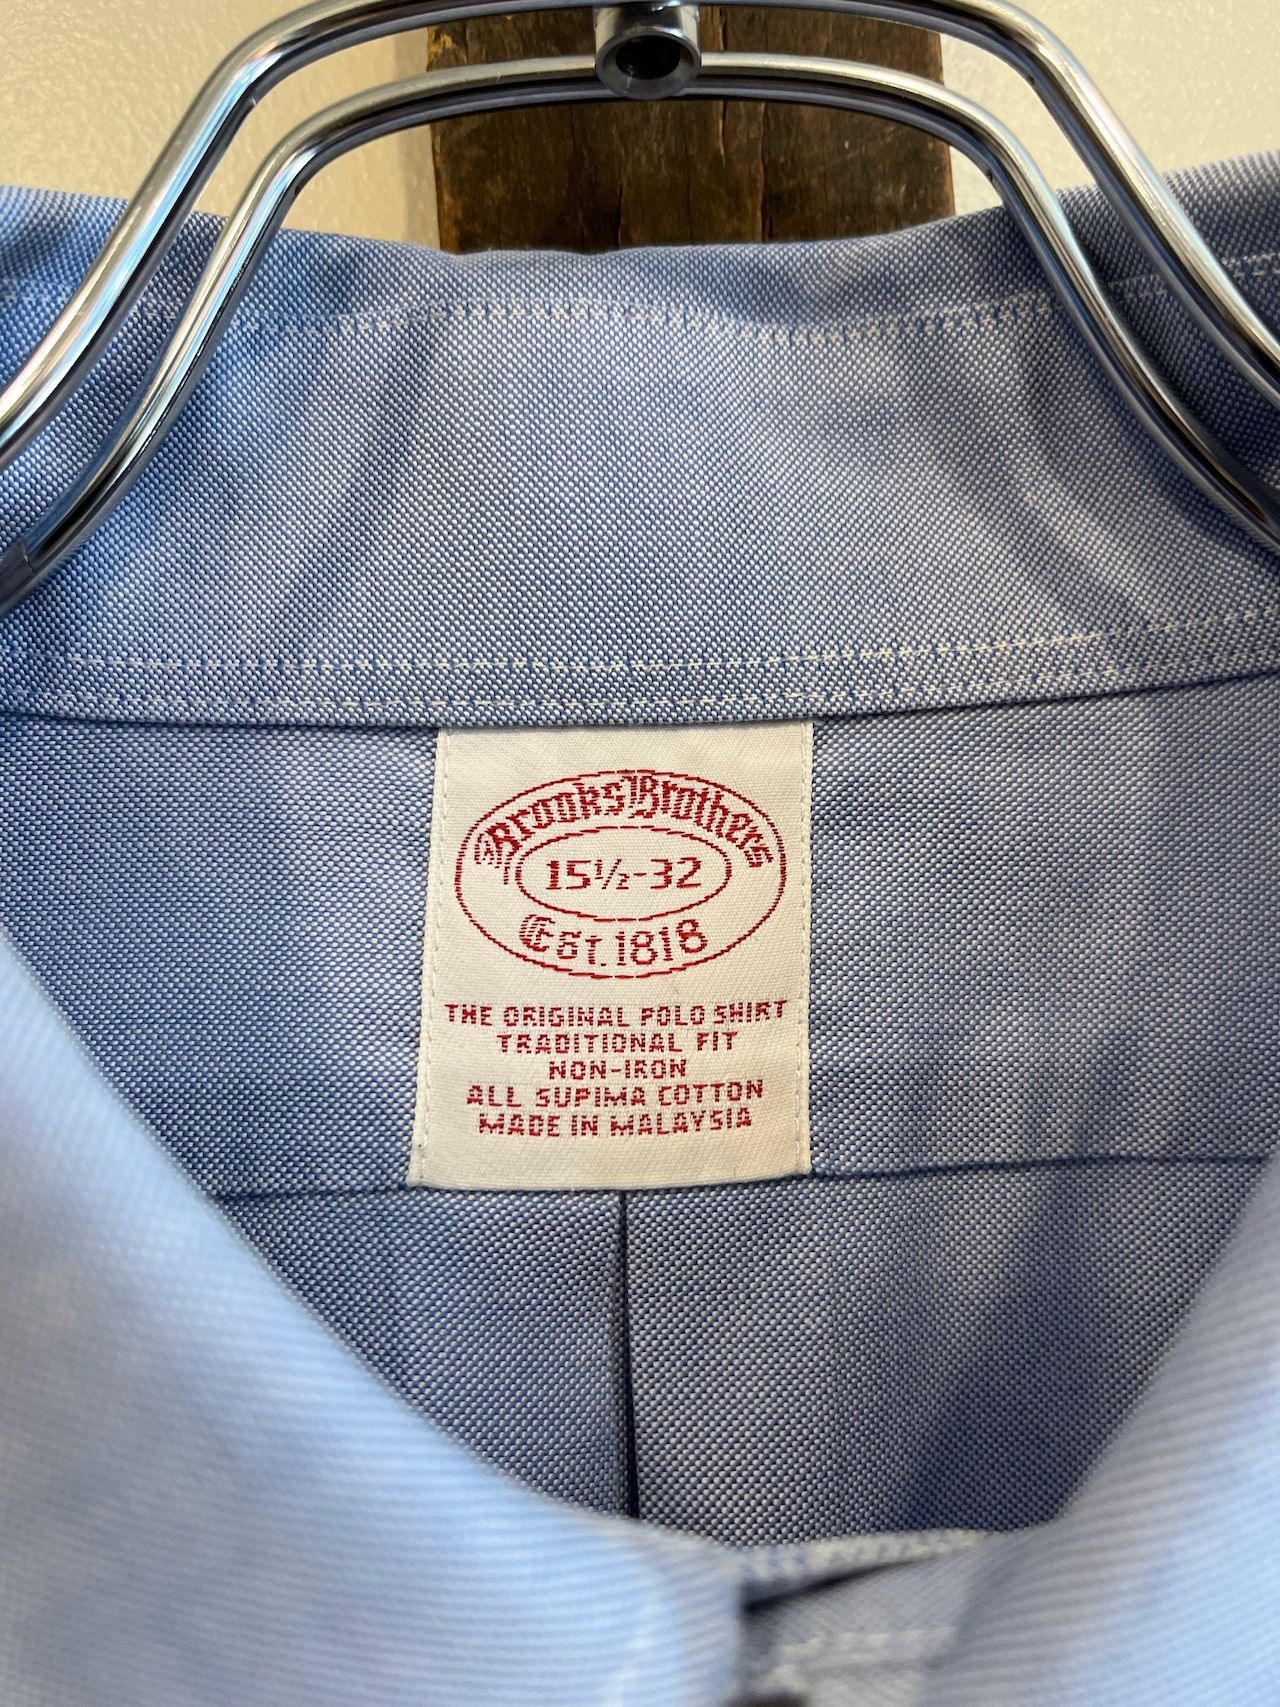 Brooks Brothers
15½-32
Est. 1818
THE ORIGINAL POLO SHIRT
TRADITIONAL FIT
NON-IRON
ALL SUPIMA COTTON
MADE IN MALAYSIA